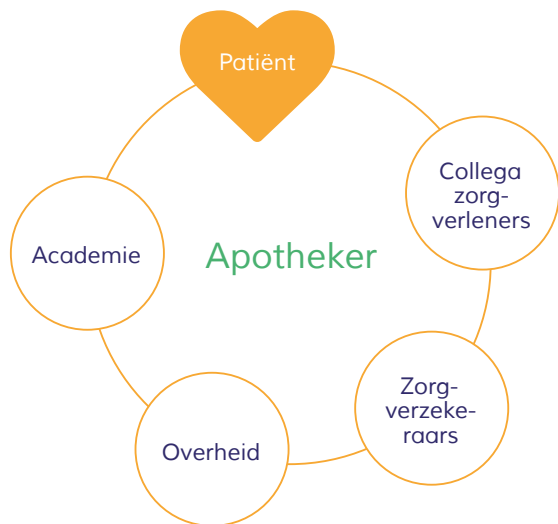 Patiënt
Collega
zorg-
verleners
Academie
Apotheker
Zorg-
verzeke-
raars
Overheid